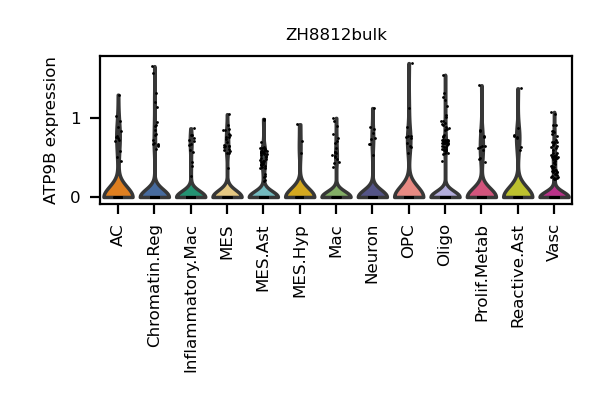 ZH8812bulk
ATP9B expression
1
0
AC
Chromatin.Reg
Inflammatory.Mac
MES
MES.Ast
MES.Hyp
Mac
Neuron
OPC
Oligo
Prolif.Metab
Reactive.Ast
Vasc